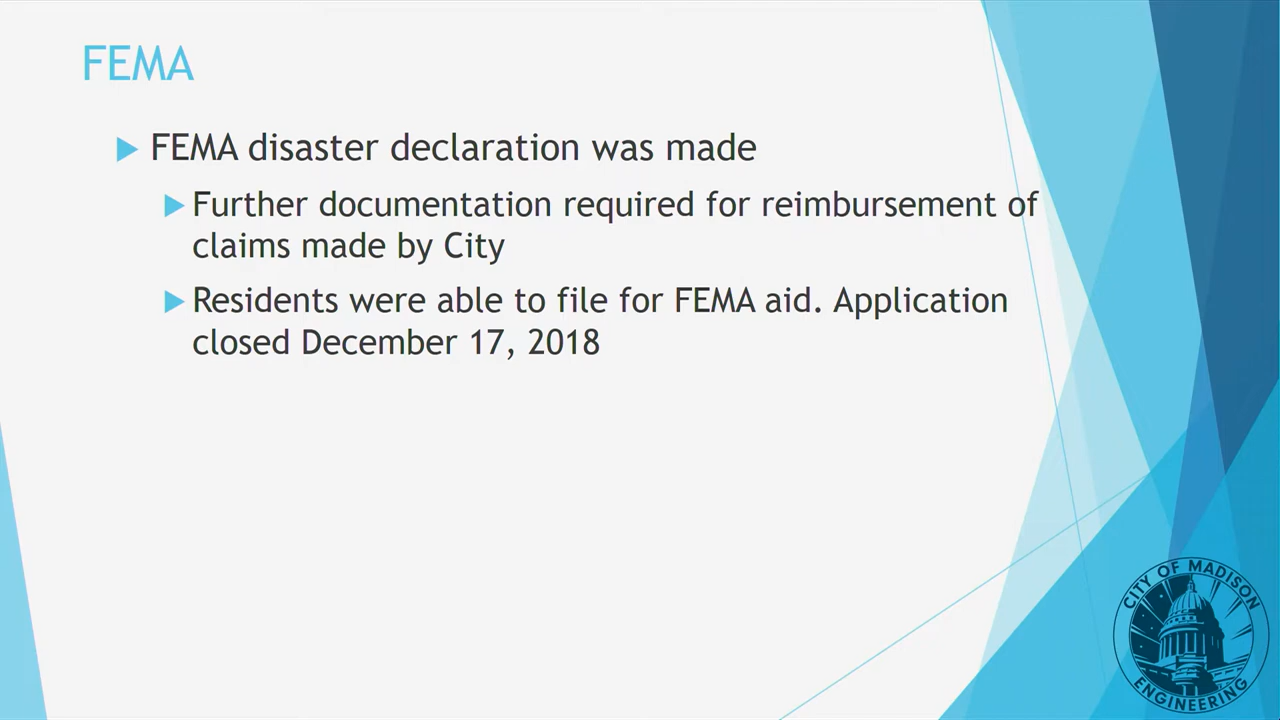 FEMA
FEMA disaster declaration was made
Further documentation required for reimbursement of
claims made by City
Residents were able to file for FEMA aid. Application
closed December 17, 2018
CITY OF MADISON
ENGINEERING